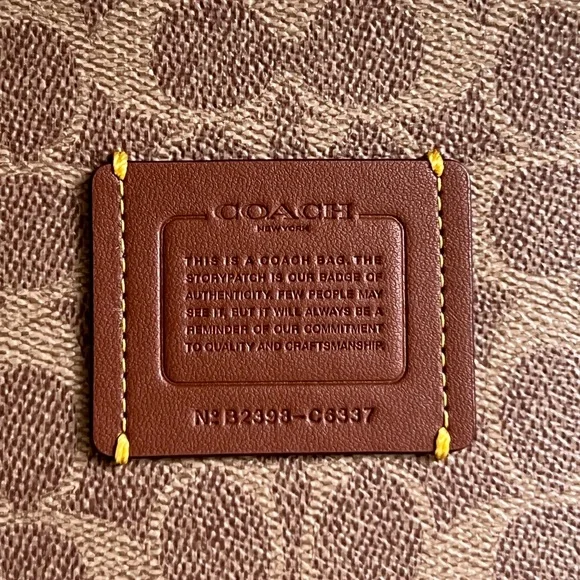 COACH
NEW YORK
THIS IS A COACH BAG. THE
STORYPATCH IS OUR BADGE OF
AUTHENTICITY. FEW PEOPLE MAY
SEE IT, BUT IT WILL ALWAYS BE A
REMINDER OF OUR COMMITMENT
TO QUALITY AND CRAFTSMANSHIP
Nº B2398-C6337